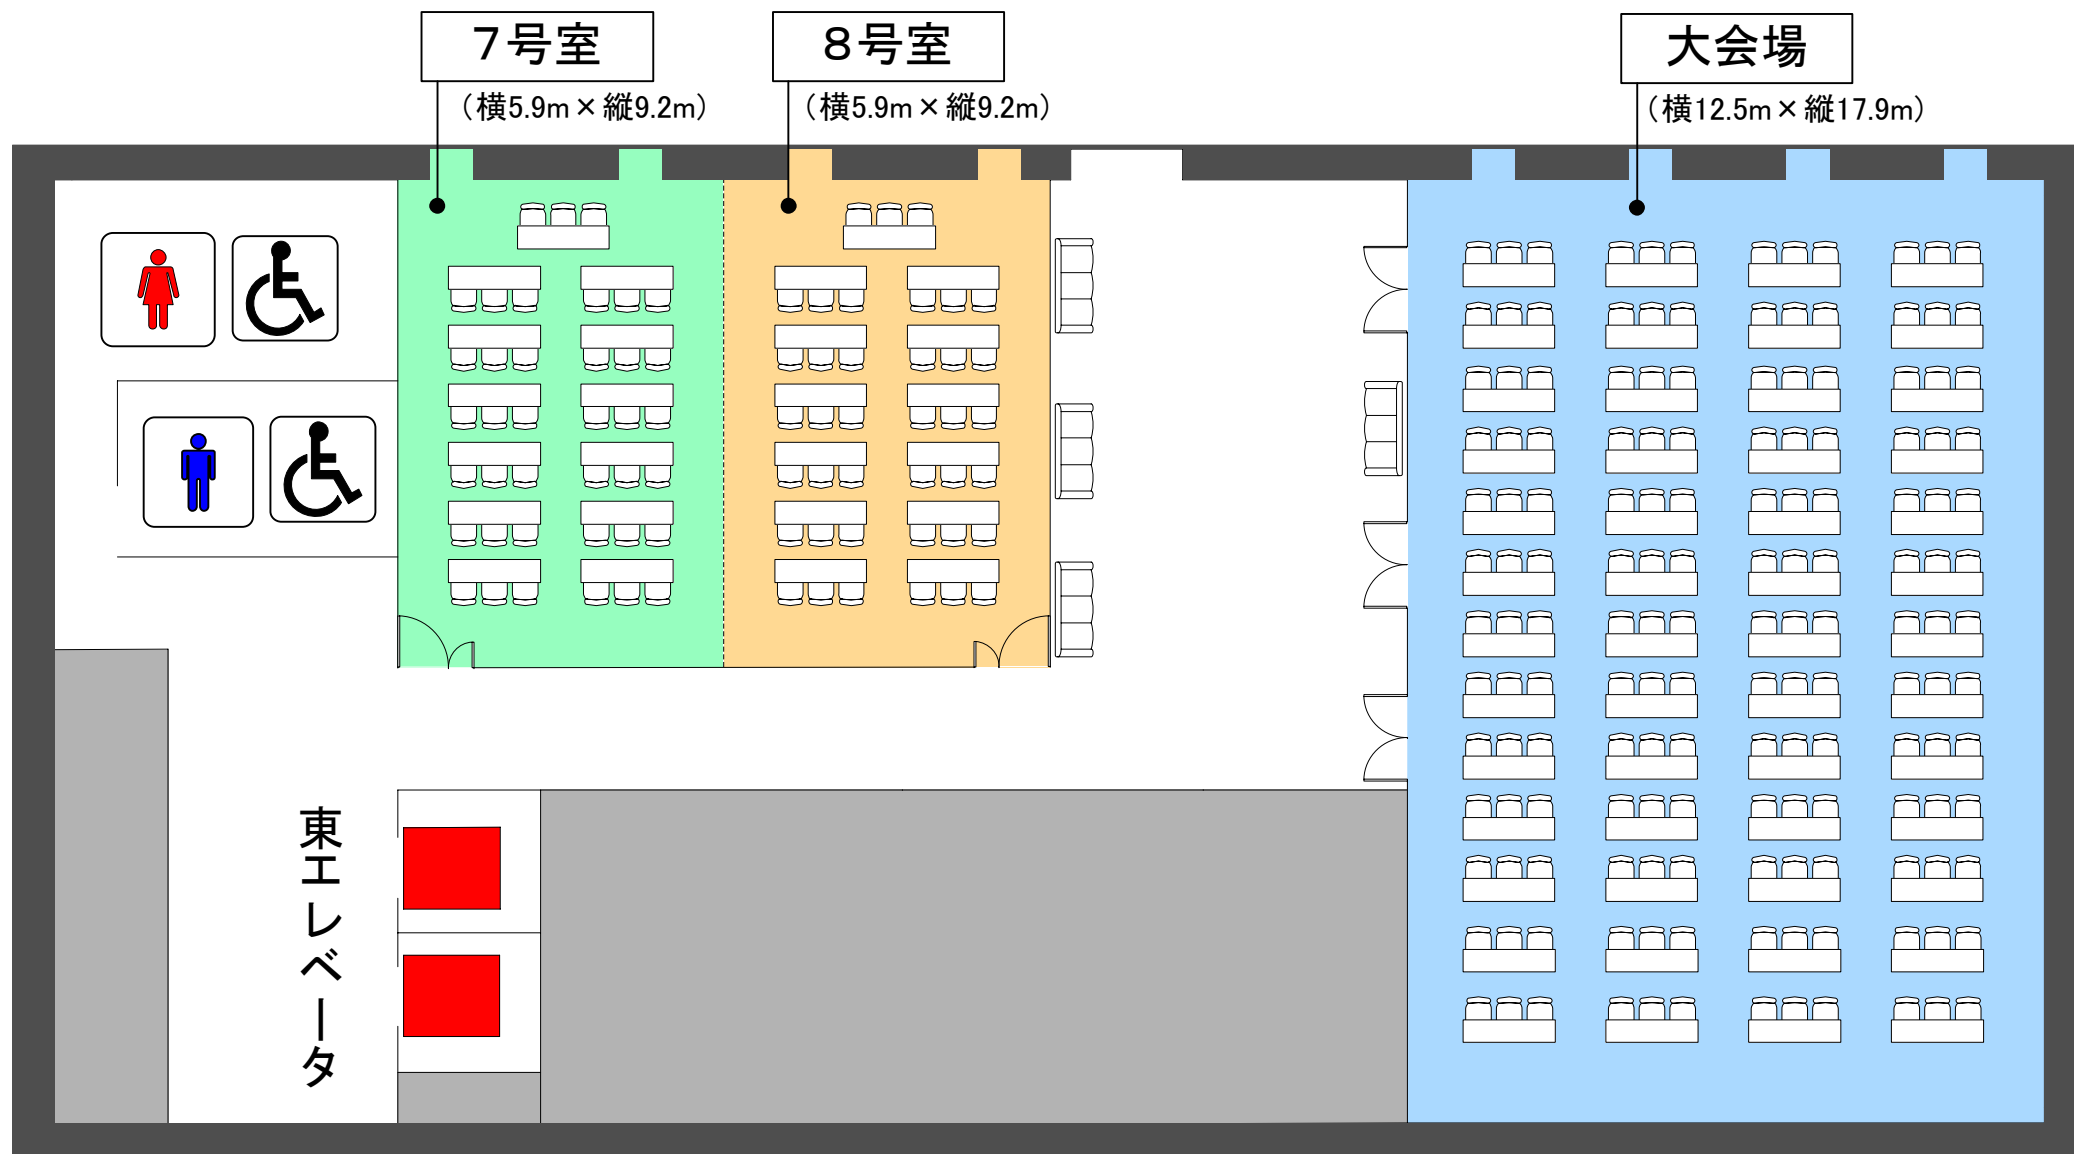 7号室
（横5.9m×縦9.2m）
8号室
（横5.9m×縦9.2m）
大会場
（横12.5m×縦17.9m）
東エレベータ